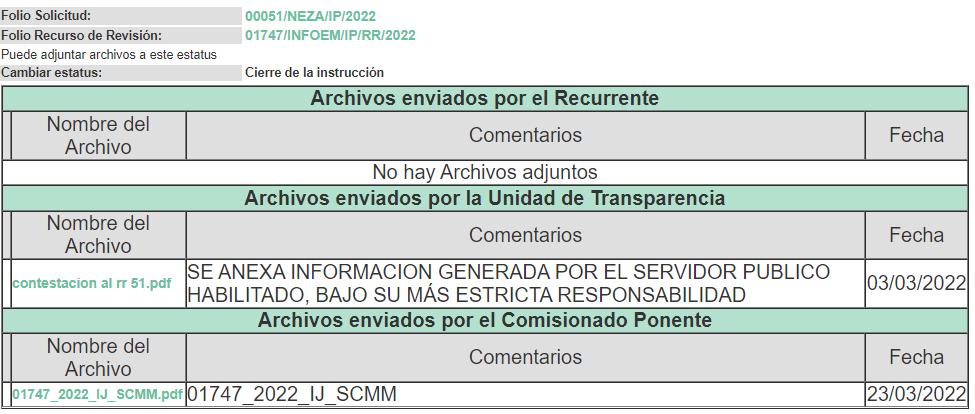 Folio Solicitud: 00051/NEZA/IP/2022
Folio Recurso de Revisión: 01747/INFOEM/IP/RR/2022
Puede adjuntar archivos a este estatus
Cambiar estatus: Cierre de la instrucción
Archivos enviados por el Recurrente
Nombre del
Archivo
Comentarios
Fecha
No hay Archivos adjuntos
Archivos enviados por la Unidad de Transparencia
Nombre del
Archivo
Comentarios
Fecha
contestacion al rr 51.pdf
SE ANEXA INFORMACION GENERADA POR EL SERVIDOR PUBLICO
HABILITADO, BAJO SU MÁS ESTRICTA RESPONSABILIDAD
03/03/2022
Archivos enviados por el Comisionado Ponente
Nombre del
Archivo
Comentarios
Fecha
01747_2022_IJ_SCMM.pdf 01747_2022_IJ_SCMM 23/03/2022